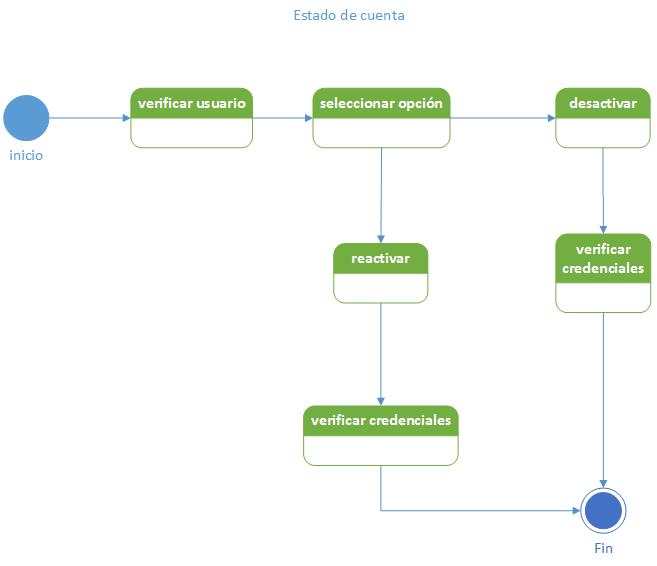 Estado de cuenta
verificar usuario
seleccionar opción
desactivar
inicio
reactivar
verificar
credenciales
verificar credenciales
Fin